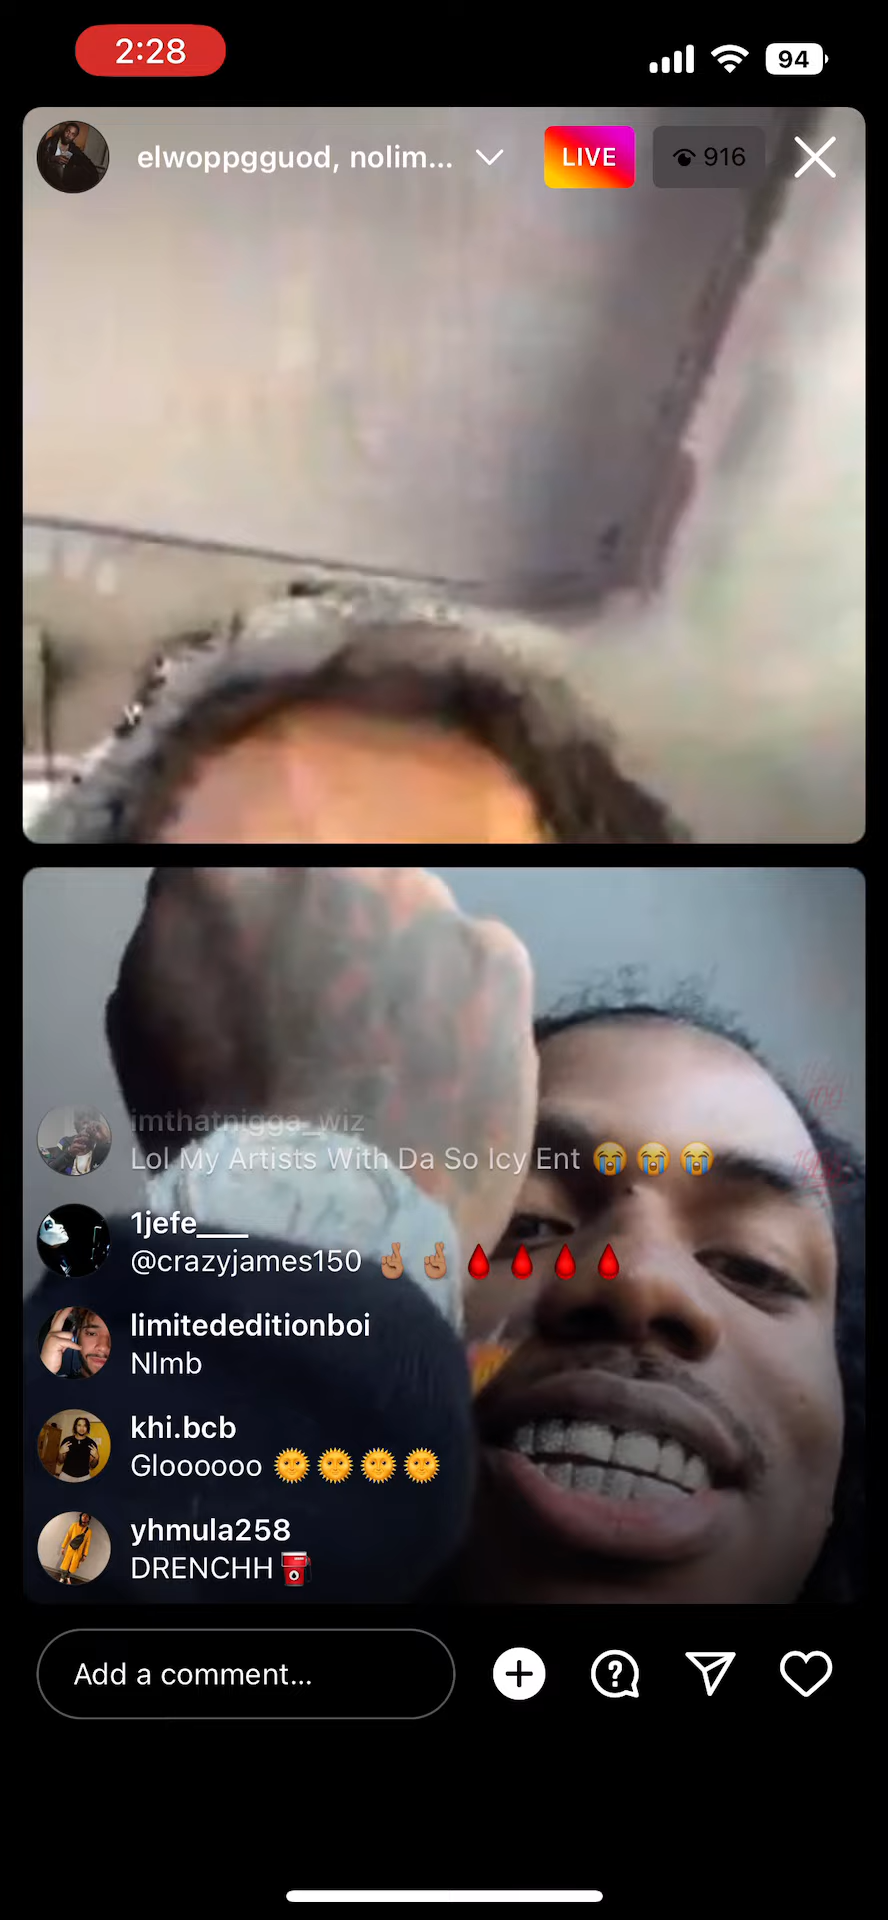 2:28
94
elwoppgguod, nolim...
LIVE
916
imthatnigga_wiz
Lol My Artists With Da So Icy Ent 😭😭😭
1jefe___
@crazyjames150 🤞🏽🤞🏽🩸🩸🩸🩸
limitededitionboi
Nlmb
khi.bcb
Gloooooo 🌞🌞🌞🌞
yhmula258
DRENCHH⛽
Add a comment...